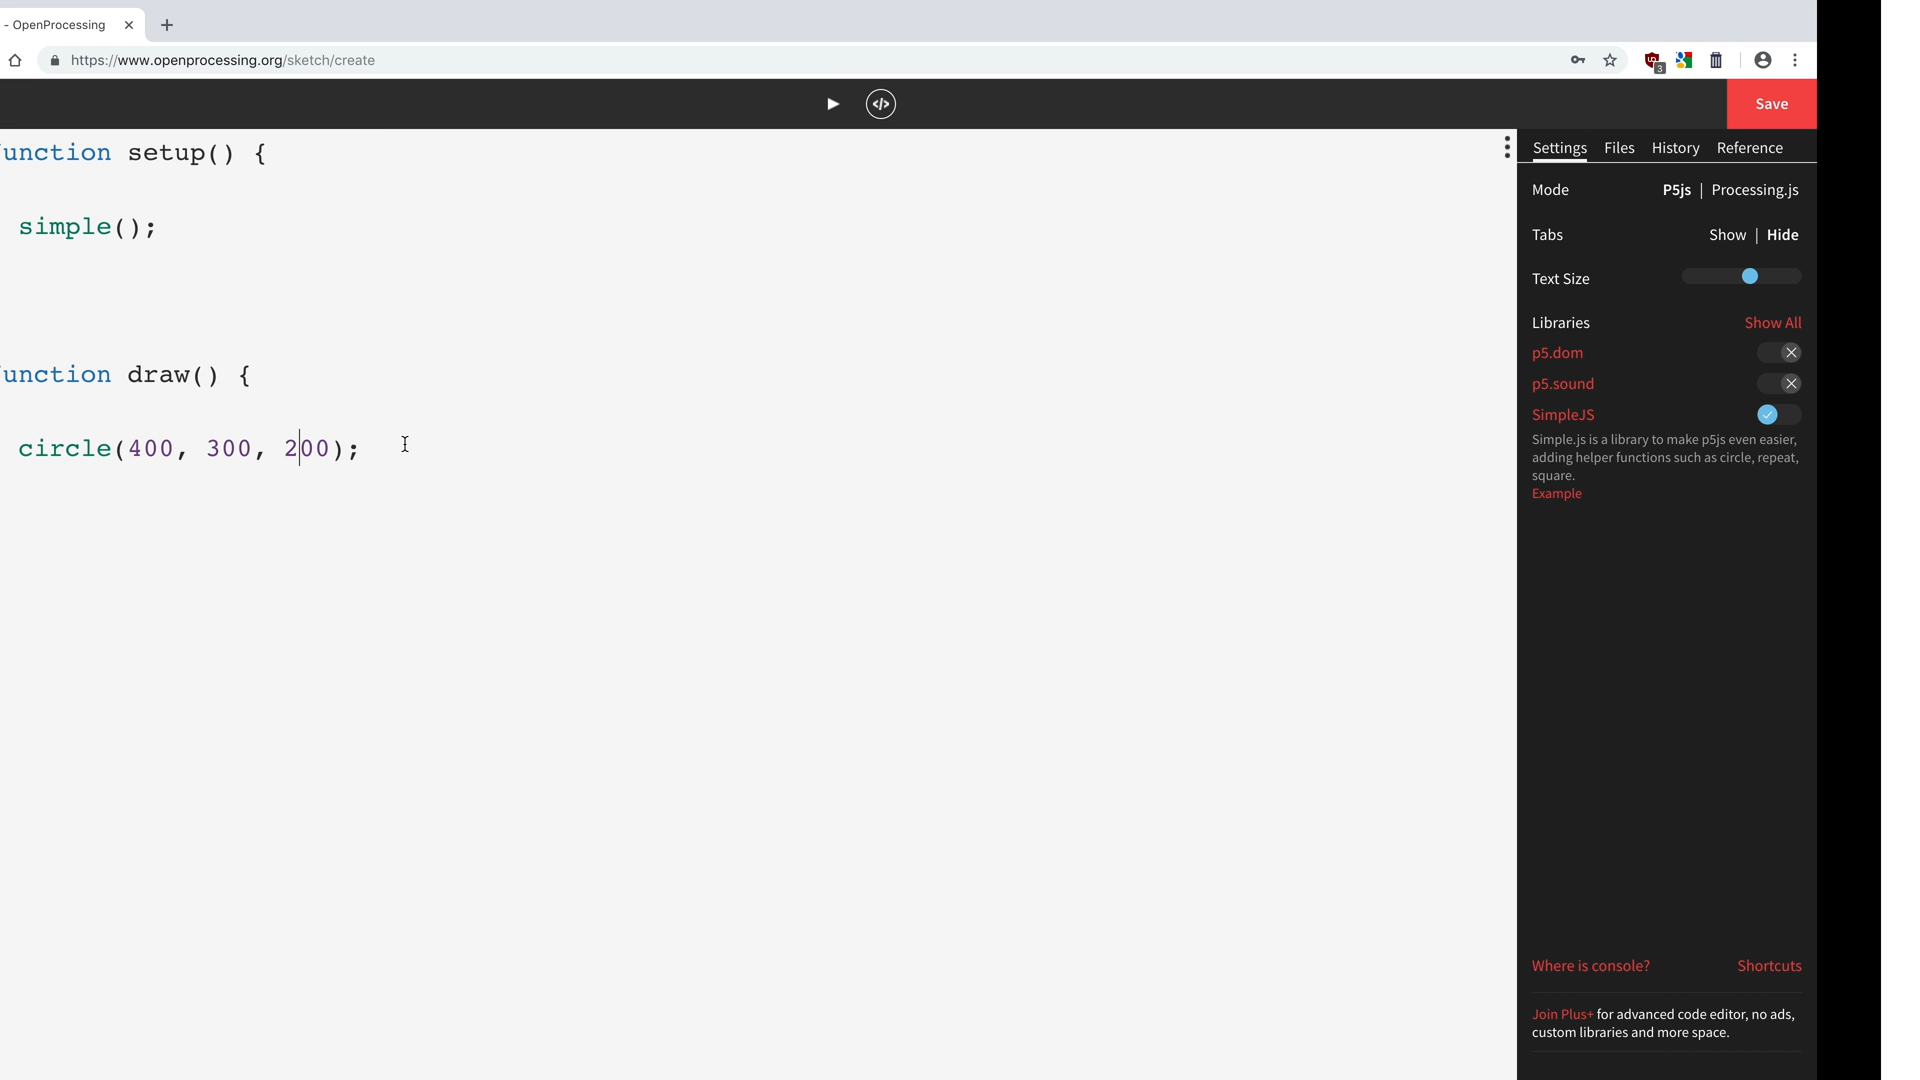 - OpenProcessing
https://www.openprocessing.org/sketch/create
3
</>
Save
unction setup() {
simple();
unction draw() {
circle(400, 300, 200);
Settings Files History Reference
Mode P5js | Processing.js
Tabs Show | Hide
Text Size
Libraries Show All
p5.dom
p5.sound
SimpleJS
Simple.js is a library to make p5js even easier,
adding helper functions such as circle, repeat,
square.
Example
Where is console? Shortcuts
Join Plus+ for advanced code editor, no ads,
custom libraries and more space.